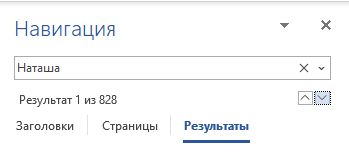 Навигация
Наташа
Результат 1 из 828
Заголовки Страницы Результаты